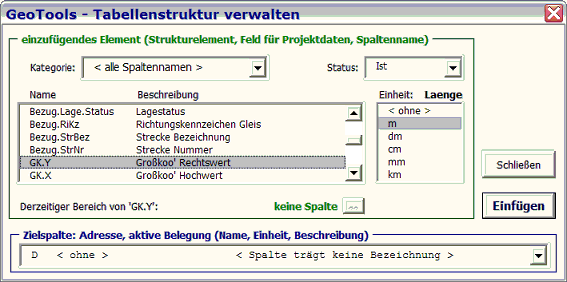 GeoTools - Tabellenstruktur verwalten
einzufügendes Element (Strukturelement, Feld für Projektdaten, Spaltenname)
Kategorie: < alle Spaltennamen > Status: Ist
Name Beschreibung Einheit: Laenge
Bezug.Lage.Status Lagestatus < ohne >
Bezug.RiKz Richtungskennzeichen Gleis m
Bezug.StrBez Strecke Bezeichnung dm
Bezug.StrNr Strecke Nummer cm
GK.Y Großkoo' Rechtswert mm
GK.X Großkoo' Hochwert km
Schließen
Derzeitiger Bereich von 'GK.Y': keine Spalte ...
Einfügen
Zielspalte: Adresse, aktive Belegung (Name, Einheit, Beschreibung)
D < ohne > < Spalte trägt keine Bezeichnung >